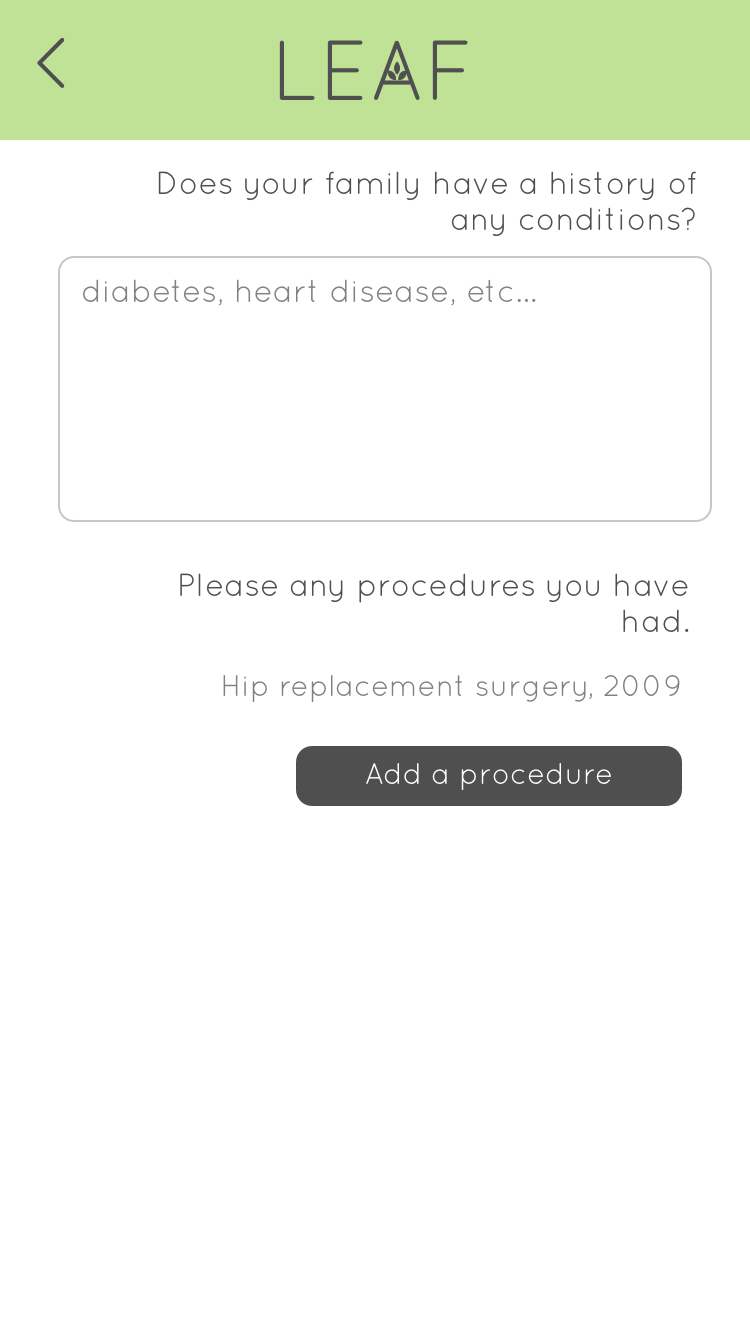 LEAF
Does your family have a history of
any conditions?
diabetes, heart disease, etc...
Please any procedures you have
had.
Hip replacement surgery, 2009
Add a procedure